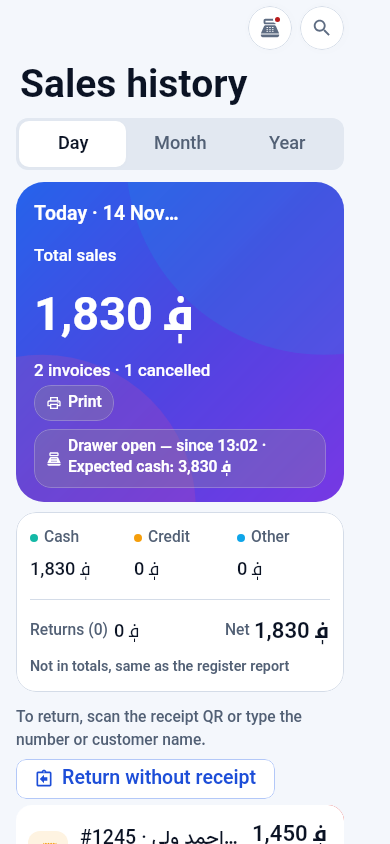 Sales history
Day
Month
Year
Today · 14 Nov…
Total sales
1,830 ؋
2 invoices · 1 cancelled
Print
Drawer open — since 13:02 ·
Expected cash: 3,830 ؋
Cash
Credit
Other
1,830 ؋
0 ؋
0 ؋
Returns (0) 0 ؋
Net 1,830 ؋
Not in totals, same as the register report
To return, scan the receipt QR or type the
number or customer name.
Return without receipt
#1245 · احمد ولی…
1,450 ؋